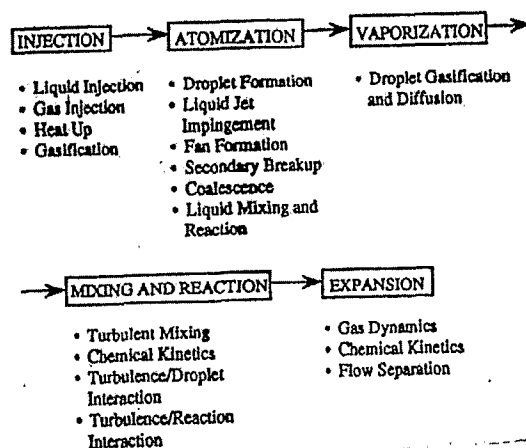 INJECTION ATOMIZATION VAPORIZATION
• Liquid Injection
• Gas Injection
• Heat Up
• Gasification
• Droplet Formation
• Liquid Jet
Impingement
• Fan Formation
• Secondary Breakup
• Coalescence
• Liquid Mixing and
Reaction
• Droplet Gasification
and Diffusion
MIXING AND REACTION EXPANSION
• Turbulent Mixing
• Chemical Kinetics
• Turbulence/Droplet
Interaction
• Turbulence/Reaction
Interaction
• Gas Dynamics
• Chemical Kinetics
• Flow Separation